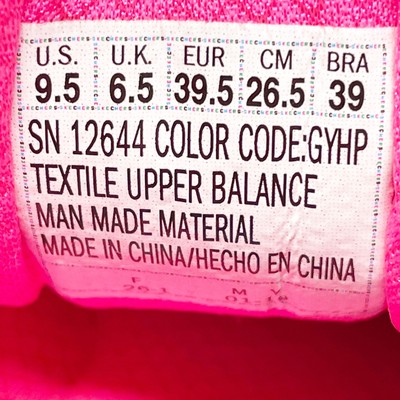 U.S. U.K. EUR CM BRA
9.5 6.5 39.5 26.5 39
SN 12644 COLOR CODE:GYHP
TEXTILE UPPER BALANCE
MAN MADE MATERIAL
MADE IN CHINA/HECHO EN CHINA